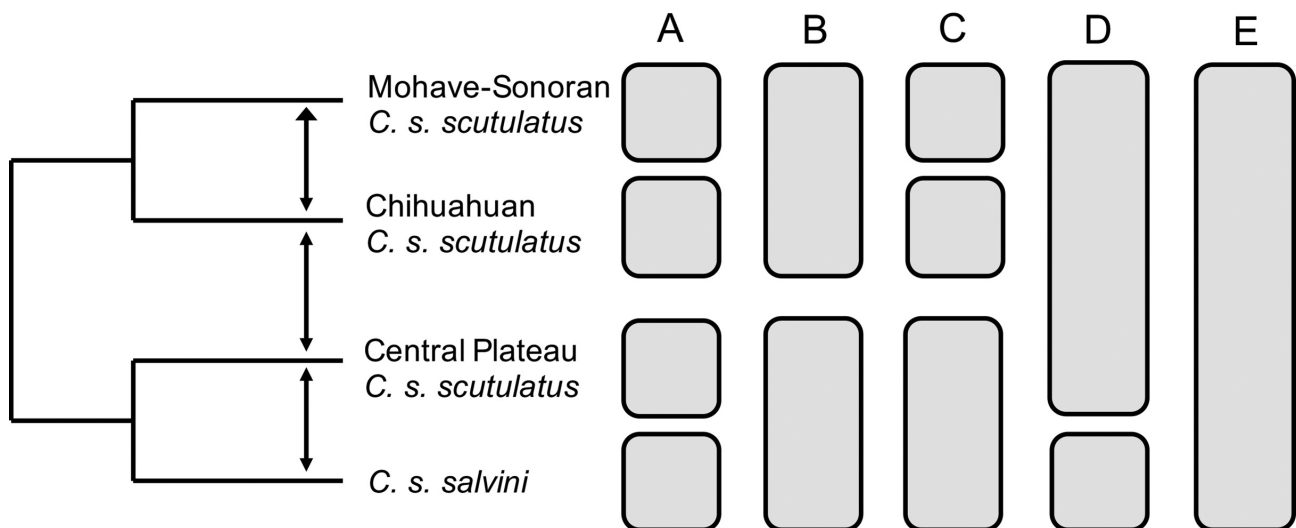 A B C D E
Mohave-Sonoran
C. s. scutulatus
Chihuahuan
C. s. scutulatus
Central Plateau
C. s. scutulatus
C. s. salvini